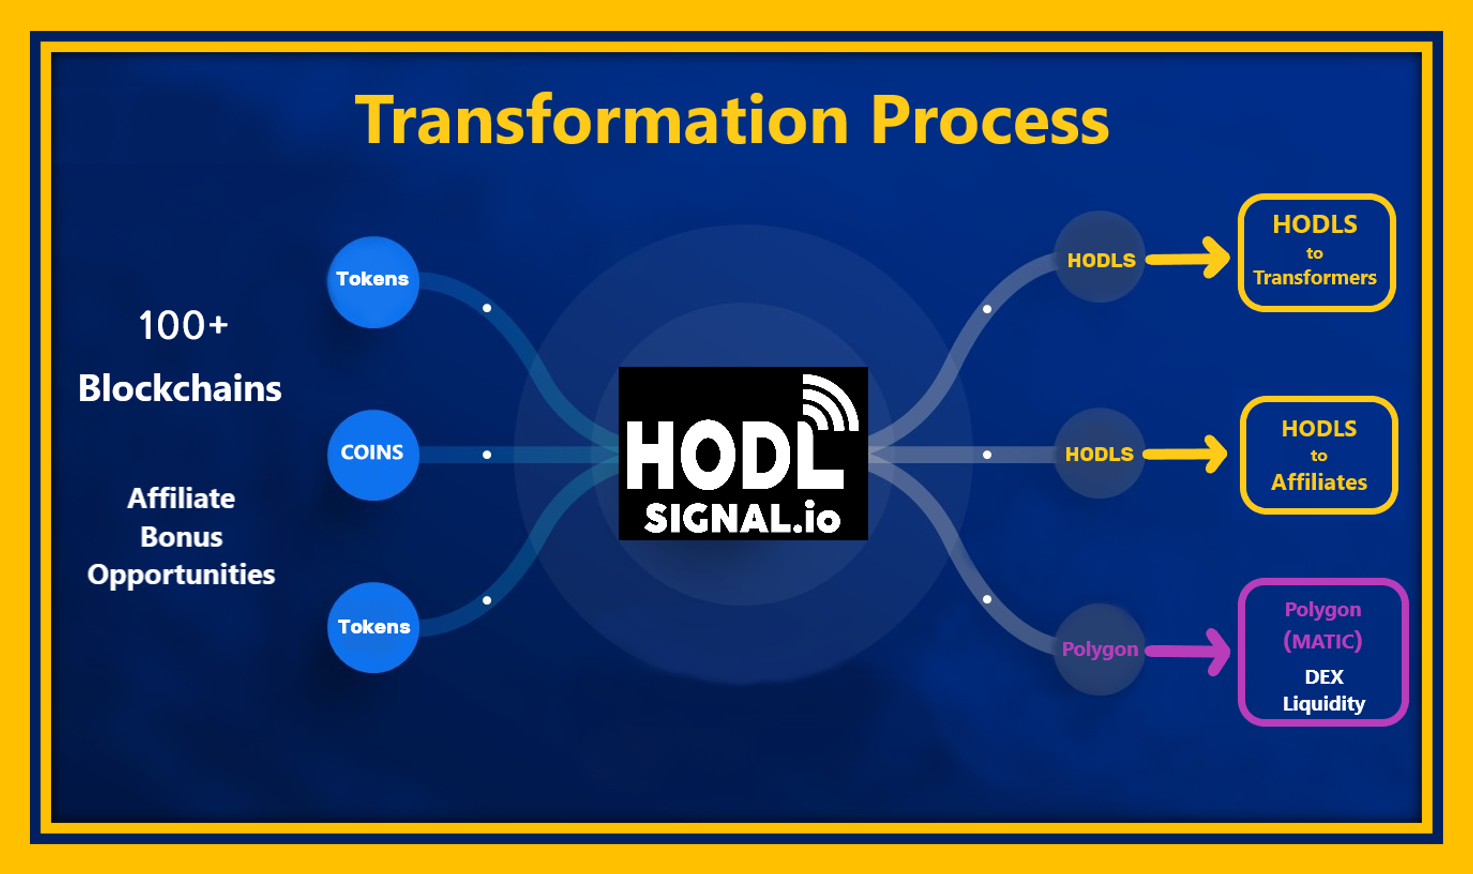 Transformation Process
100+
Blockchains
Affiliate
Bonus
Opportunities
Tokens
COINS
Tokens
HODL
SIGNAL.io
HODLS
HODLS
to
Transformers
HODLS
HODLS
to
Affiliates
Polygon
Polygon
(MATIC)
DEX
Liquidity